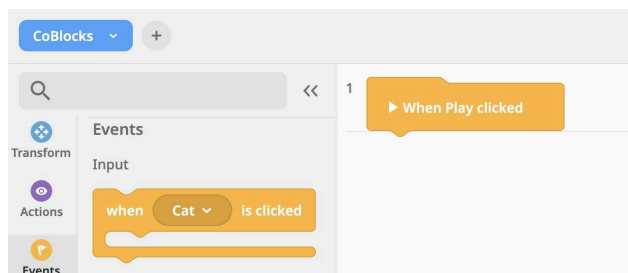 CoBlocks
+
1
When Play clicked
Events
Transform
Input
Actions
when Cat is clicked
Events